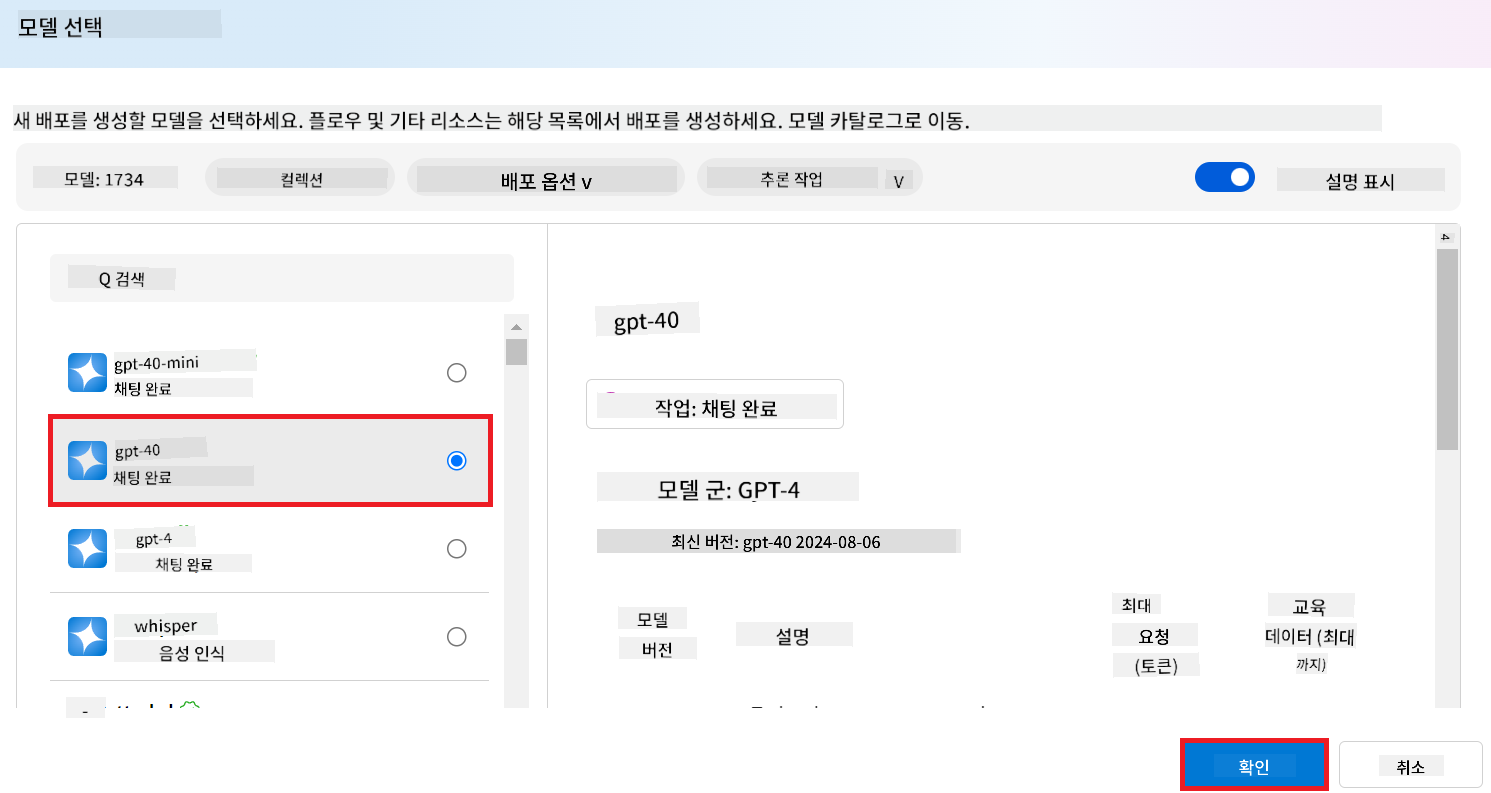 모델 선택
새 배포를 생성할 모델을 선택하세요. 플로우 및 기타 리소스는 해당 목록에서 배포를 생성하세요. 모델 카탈로그로 이동.
모델: 1734 컬렉션 배포 옵션 v 추론 작업 V 설명 표시
Q 검색
gpt-40-mini
채팅 완료
gpt-40
채팅 완료
gpt-4
채팅 완료
whisper
음성 인식
gpt-40
작업: 채팅 완료
모델 군: GPT-4
최신 버전: gpt-40 2024-08-06
모델
버전
설명
최대
요청
(토큰)
교육
데이터 (최대
까지)
확인 취소